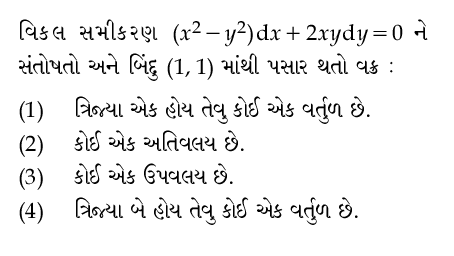 વિકલ સમીકરણ (x² – y²)dx + 2xydy = 0 ને
સંતોષતો અને બિંદુ (1, 1) માંથી પસાર થતો વક્ર :
(1) ત્રિજ્યા એક હોય તેવુ કોઈ એક વર્તુળ છે.
(2) કોઈ એક અતિવલય છે.
(3) કોઈ એક ઉપવલય છે.
(4) ત્રિજ્યા બે હોય તેવુ કોઈ એક વર્તુળ છે.